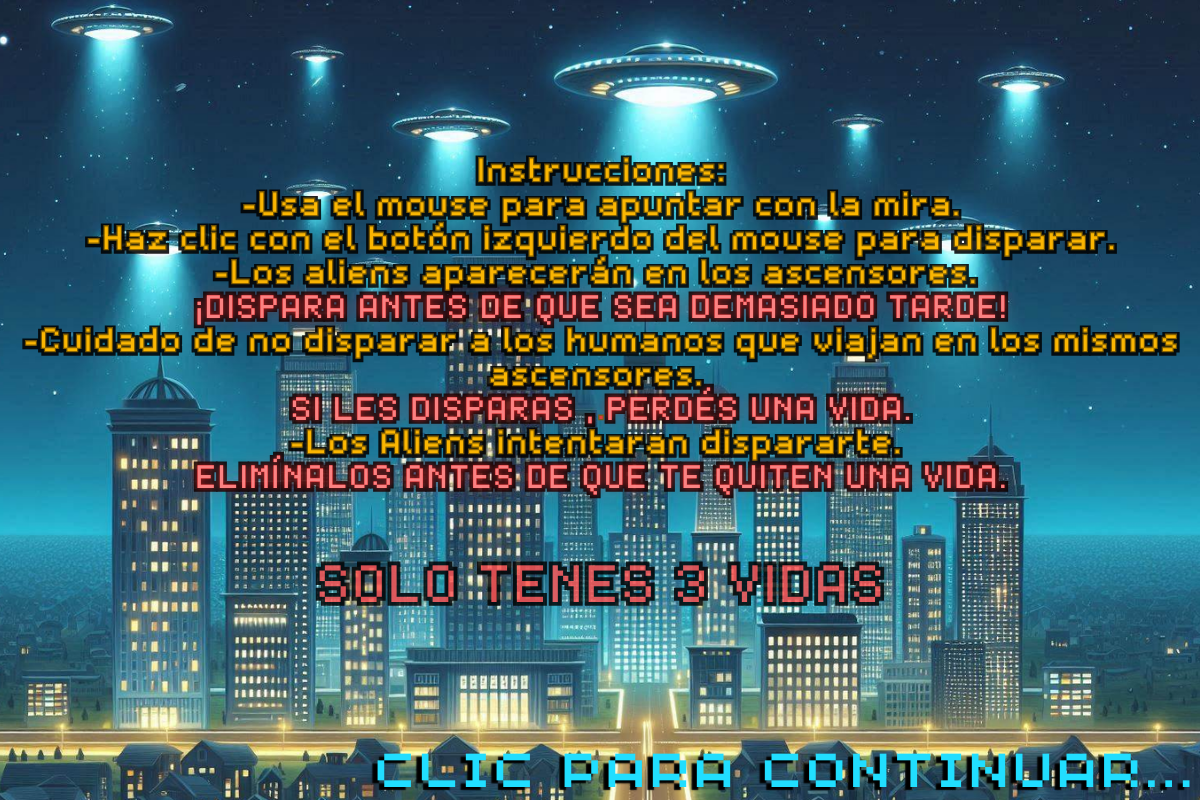 Instrucciones:
-Usa el mouse para apuntar con la mira.
-Haz clic con el botón izquierdo del mouse para disparar.
-Los aliens aparecerán en los ascensores.
¡DISPARA ANTES DE QUE SEA DEMASIADO TARDE!
-Cuidado de no disparar a los humanos que viajan en los mismos
ascensores.
SI LES DISPARAS , PERDÉS UNA VIDA.
-Los Aliens intentaran dispararte.
ELIMÍNALOS ANTES DE QUE TE QUITEN UNA VIDA.
SOLO TENES 3 VIDAS
CLIC PARA CONTINUAR...